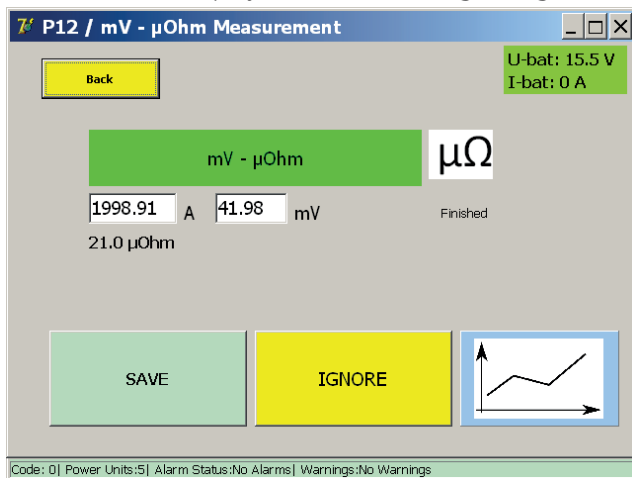 P12 / mV - µOhm Measurement
Back
U-bat: 15.5 V
I-bat: 0 A
mV - µOhm
µΩ
1998.91 A 41.98 mV
Finished
21.0 µOhm
SAVE
IGNORE
Code: 0| Power Units:5| Alarm Status:No Alarms| Warnings:No Warnings